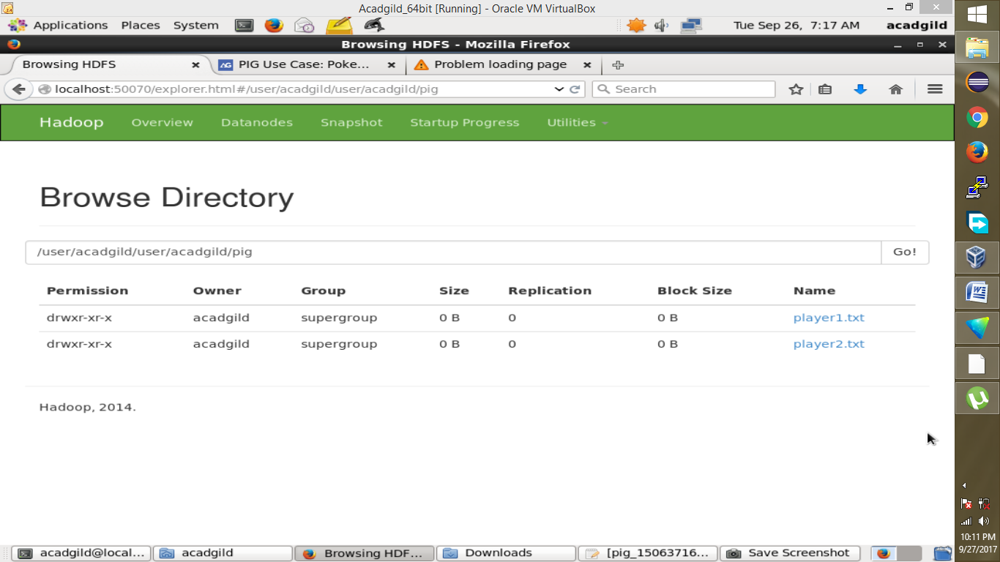 Acadgild_64bit [Running] - Oracle VM VirtualBox
Applications Places System Tue Sep 26, 7:17 AM acadgild
Browsing HDFS - Mozilla Firefox
Browsing HDFS PIG Use Case: Poke... Problem loading page
localhost:50070/explorer.html#/user/acadgild/user/acadgild/pig Search
Hadoop Overview Datanodes Snapshot Startup Progress Utilities
Browse Directory
/user/acadgild/user/acadgild/pig Go!
Permission Owner Group Size Replication Block Size Name
drwxr-xr-x acadgild supergroup 0 B 0 0 B player1.txt
drwxr-xr-x acadgild supergroup 0 B 0 0 B player2.txt
Hadoop, 2014.
acadgild@local... acadgild Browsing HDF... Downloads [pig_15063716... Save Screenshot
10:11 PM
9/27/2017